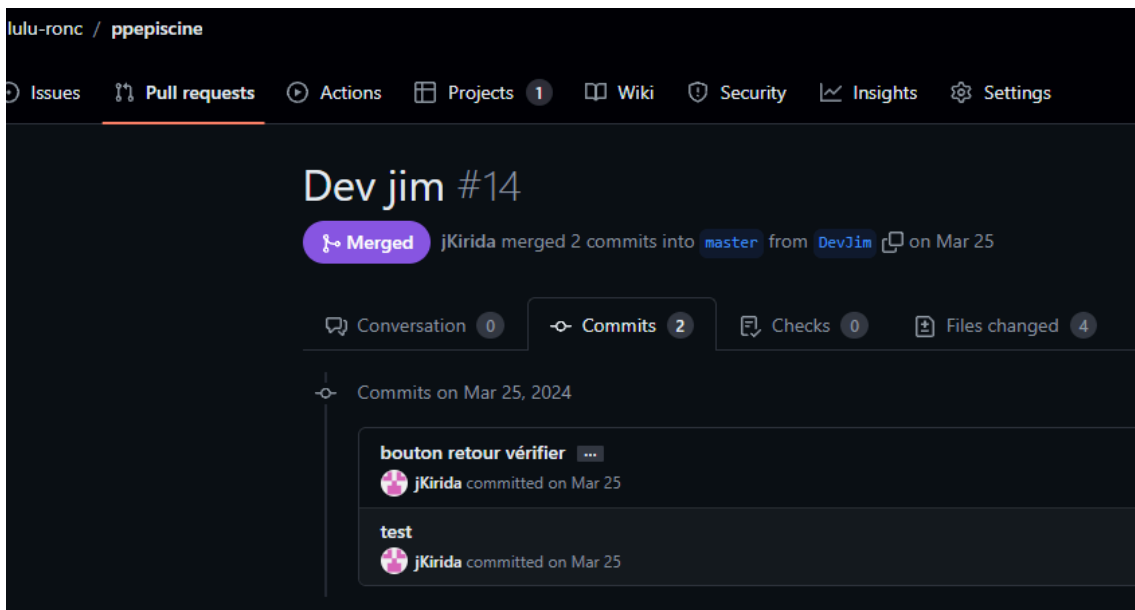 lulu-ronc / ppepiscine
Issues Pull requests Actions Projects 1 Wiki Security Insights Settings
Dev jim #14
Merged jKirida merged 2 commits into master from DevJim on Mar 25
Conversation 0 Commits 2 Checks 0 Files changed 4
Commits on Mar 25, 2024
bouton retour vérifier ...
jKirida committed on Mar 25
test
jKirida committed on Mar 25